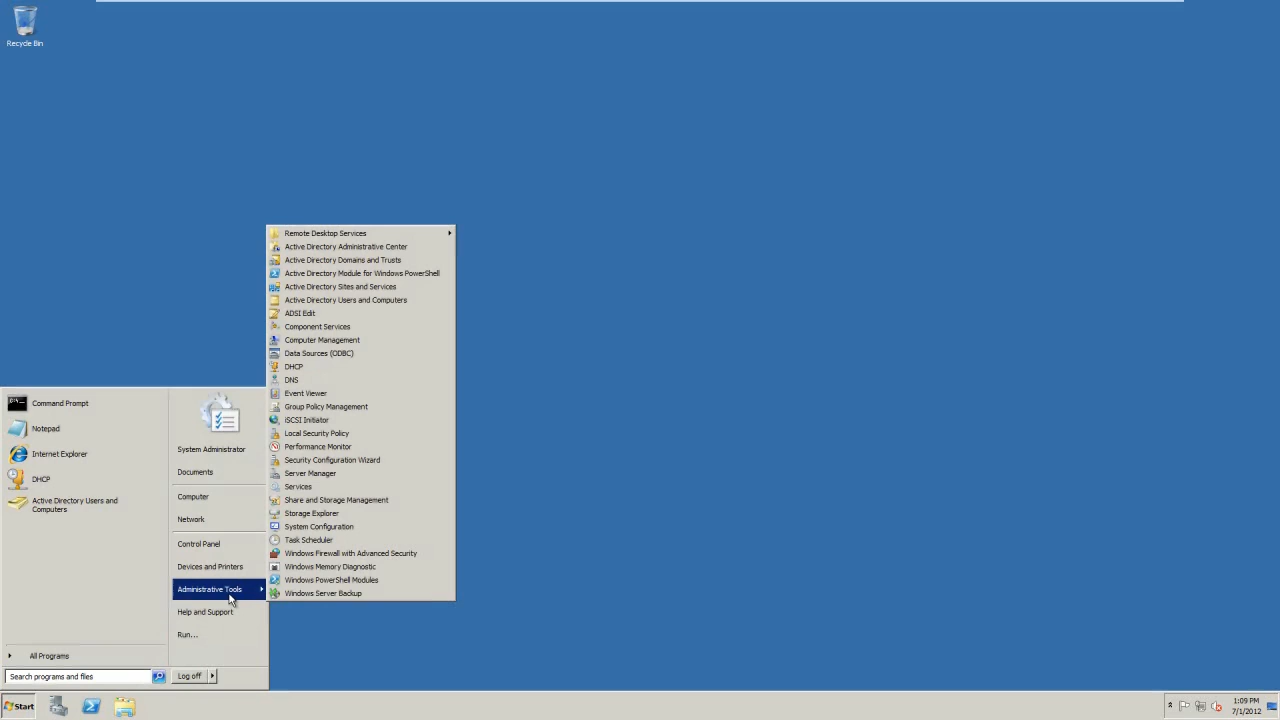 Recycle Bin
Remote Desktop Services
Active Directory Administrative Center
Active Directory Domains and Trusts
Active Directory Module for Windows PowerShell
Active Directory Sites and Services
Active Directory Users and Computers
ADSI Edit
Component Services
Computer Management
Data Sources (ODBC)
DHCP
DNS
Event Viewer
Group Policy Management
iSCSI Initiator
Local Security Policy
Performance Monitor
Security Configuration Wizard
Server Manager
Services
Share and Storage Management
Storage Explorer
System Configuration
Task Scheduler
Windows Firewall with Advanced Security
Windows Memory Diagnostic
Windows PowerShell Modules
Windows Server Backup
Command Prompt
Notepad
Internet Explorer
DHCP
Active Directory Users and
Computers
All Programs
Search programs and files
System Administrator
Documents
Computer
Network
Control Panel
Devices and Printers
Administrative Tools
Help and Support
Run...
Log off
Start
1:09 PM
7/1/2012